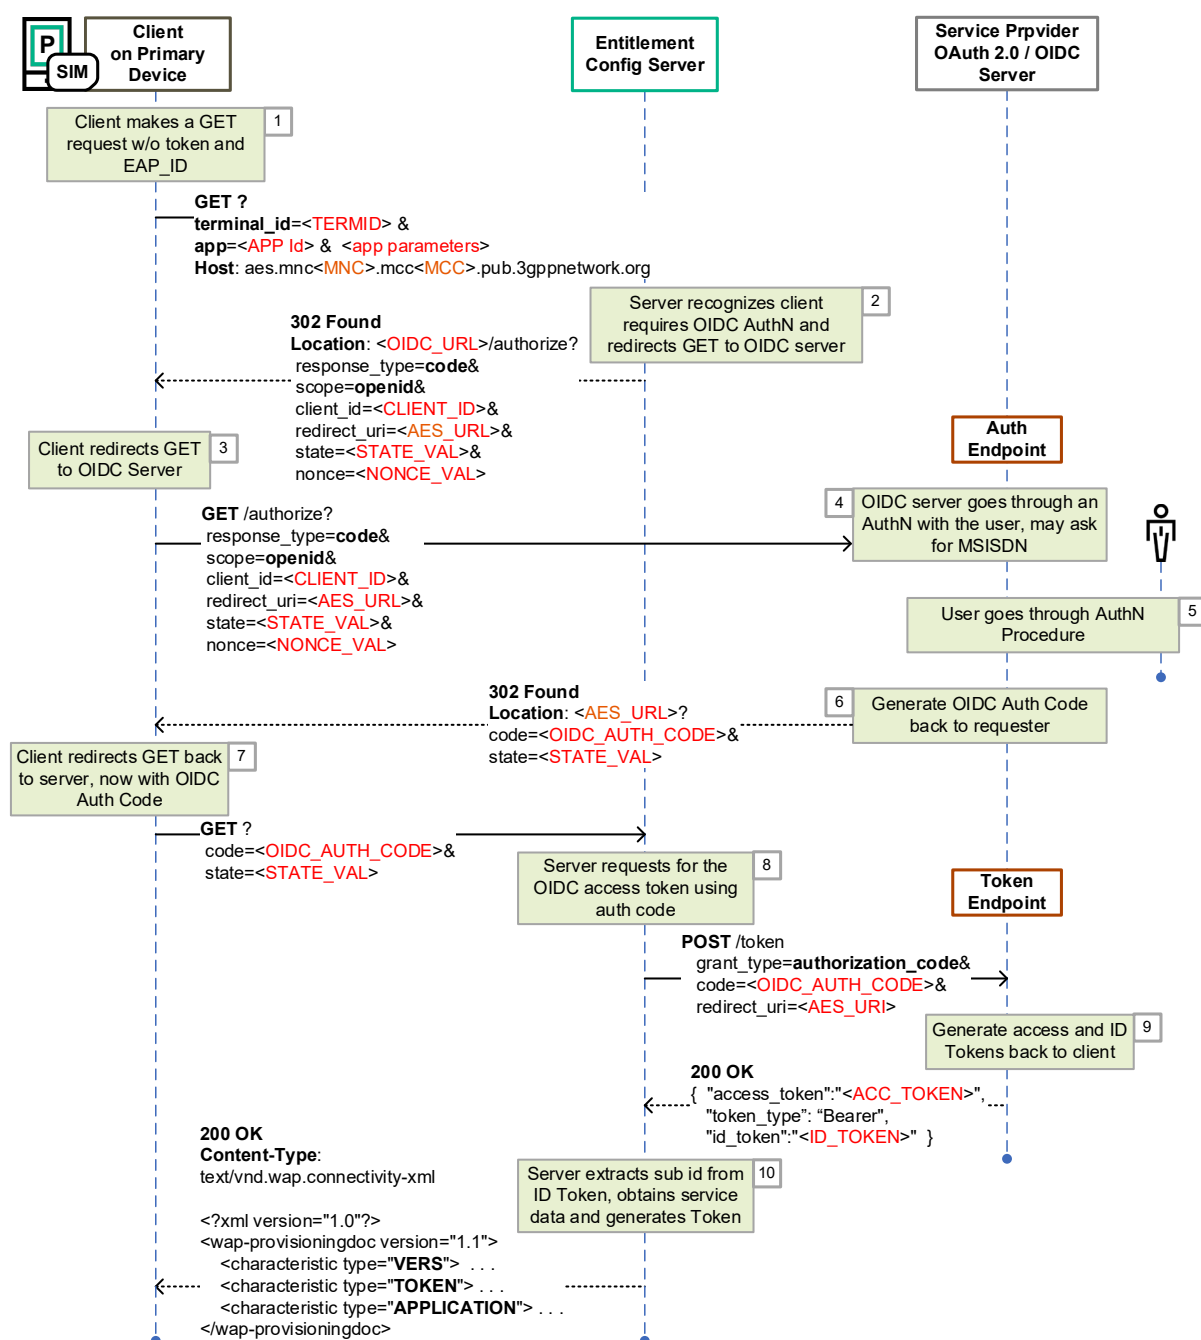 P
SIM
Client
on Primary
Device
Entitlement
Config Server
Service Prpvider
OAuth 2.0 / OIDC
Server
Client makes a GET
request w/o token and
EAP_ID
1
GET ?
terminal_id=<TERMID> &
app=<APP Id> &  <app parameters>
Host: aes.mnc<MNC>.mcc<MCC>.pub.3gppnetwork.org
Server recognizes client
requires OIDC AuthN and
redirects GET to OIDC server
2
302 Found
Location: <OIDC_URL>/authorize?
response_type=code&
scope=openid&
client_id=<CLIENT_ID>&
redirect_uri=<AES_URL>&
state=<STATE_VAL>&
nonce=<NONCE_VAL>
Client redirects GET
to OIDC Server
3
Auth
Endpoint
GET /authorize?
response_type=code&
scope=openid&
client_id=<CLIENT_ID>&
redirect_uri=<AES_URL>&
state=<STATE_VAL>&
nonce=<NONCE_VAL>
4
OIDC server goes through an
AuthN with the user, may ask
for MSISDN
User goes through AuthN
Procedure
5
302 Found
Location: <AES_URL>?
code=<OIDC_AUTH_CODE>&
state=<STATE_VAL>
6
Generate OIDC Auth Code
back to requester
Client redirects GET back
to server, now with OIDC
Auth Code
7
GET ?
code=<OIDC_AUTH_CODE>&
state=<STATE_VAL>
Server requests for the
OIDC access token using
auth code
8
Token
Endpoint
POST /token
grant_type=authorization_code&
code=<OIDC_AUTH_CODE>&
redirect_uri=<AES_URI>
Generate access and ID
Tokens back to client
9
200 OK
{  "access_token":"<ACC_TOKEN>",
"token_type”: “Bearer",
"id_token":"<ID_TOKEN>"  }
Server extracts sub id from
ID Token, obtains service
data and generates Token
10
200 OK
Content-Type:
text/vnd.wap.connectivity-xml
<?xml version="1.0"?>
<wap-provisioningdoc version="1.1">
<characteristic type="VERS">  . . .
<characteristic type="TOKEN"> . . .
<characteristic type="APPLICATION"> . . .
</wap-provisioningdoc>